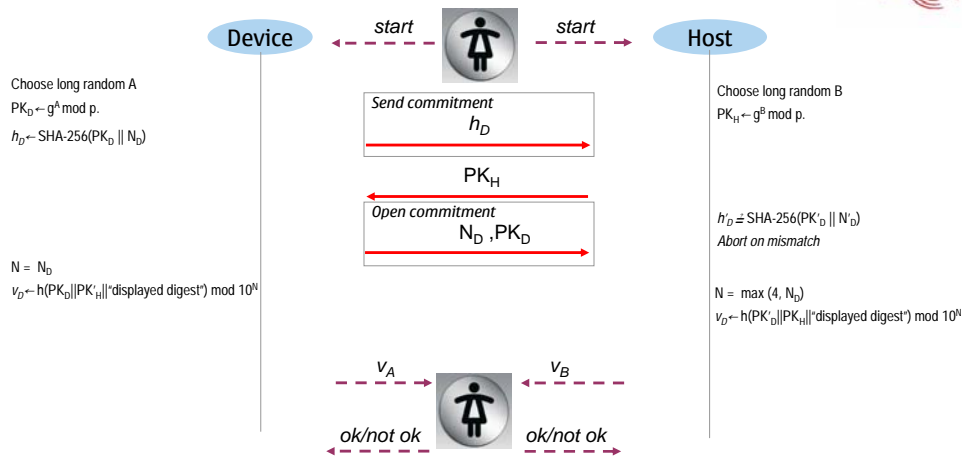 start
start
Device
Host
Choose long random A
PK_D ← g^A mod p.
h_D ← SHA-256(PK_D || N_D)
Choose long random B
PK_H ← g^B mod p.
Send commitment
h_D
PK_H
Open commitment
N_D ,PK_D
h'_D ≟ SHA-256(PK'_D || N'_D)
Abort on mismatch
N = N_D
v_D ← h(PK_D||PK'_H||"displayed digest") mod 10^N
N = max (4, N_D)
v_D ← h(PK'_D||PK_H||"displayed digest") mod 10^N
v_A
v_B
ok/not ok
ok/not ok